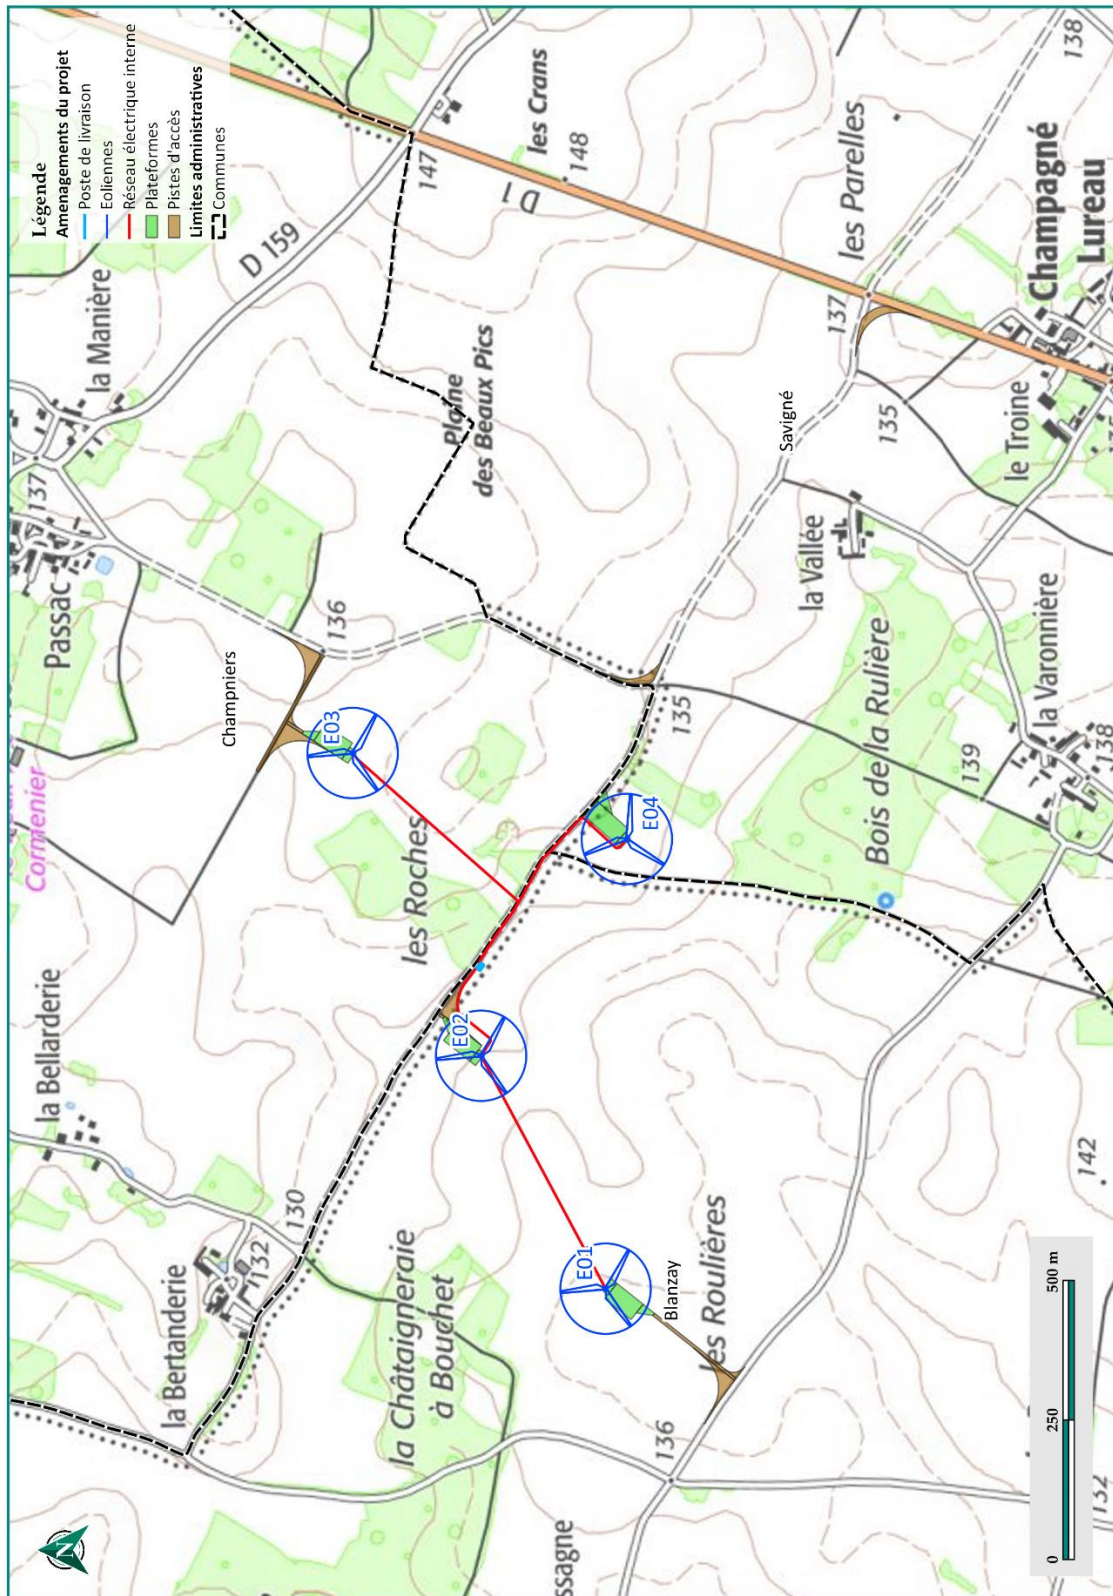 Légende
Amenagements du projet
Poste de livraison
Eoliennes
Réseau électrique interne
Plateformes
Pistes d'accès
Limites administratives
Communes
N
la Bertanderie
132
130
la Bellarderie
Cormenier
Passac
137
la Manière
D 159
147
les Crans
148
D 1
la Châtaigneraie
à Bouchet
les Roches
Champniers
136
E03
Plaine
des Beaux Pics
E02
E01
E04
Blanzay
les Roulières
136
ssagne
135
Savigné
la Vallée
Bois de la Rulière
139
la Varonnière
138
135
137
les Parelles
138
le Troine
Champagné
Lureau
142
132
0
250
500 m